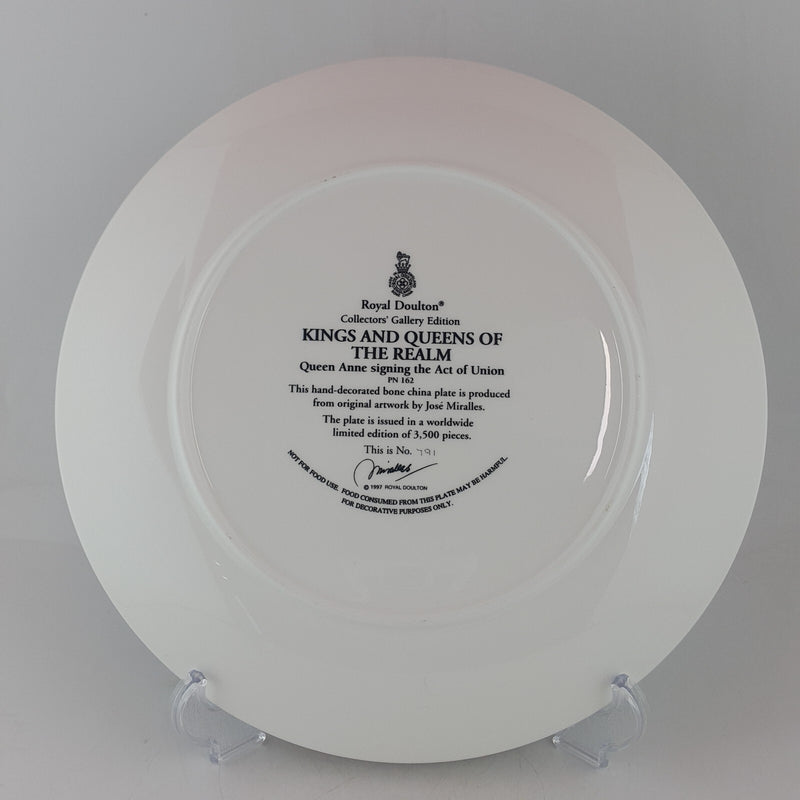 Royal Doulton®
Collectors' Gallery Edition
KINGS AND QUEENS OF
THE REALM
Queen Anne signing the Act of Union
PN 162
This hand-decorated bone china plate is produced
from original artwork by José Miralles.
The plate is issued in a worldwide
limited edition of 3,500 pieces.
This is No. 791
Miralles
© 1997 ROYAL DOULTON
NOT FOR FOOD USE. FOOD CONSUMED FROM THIS PLATE MAY BE HARMFUL.
FOR DECORATIVE PURPOSES ONLY.